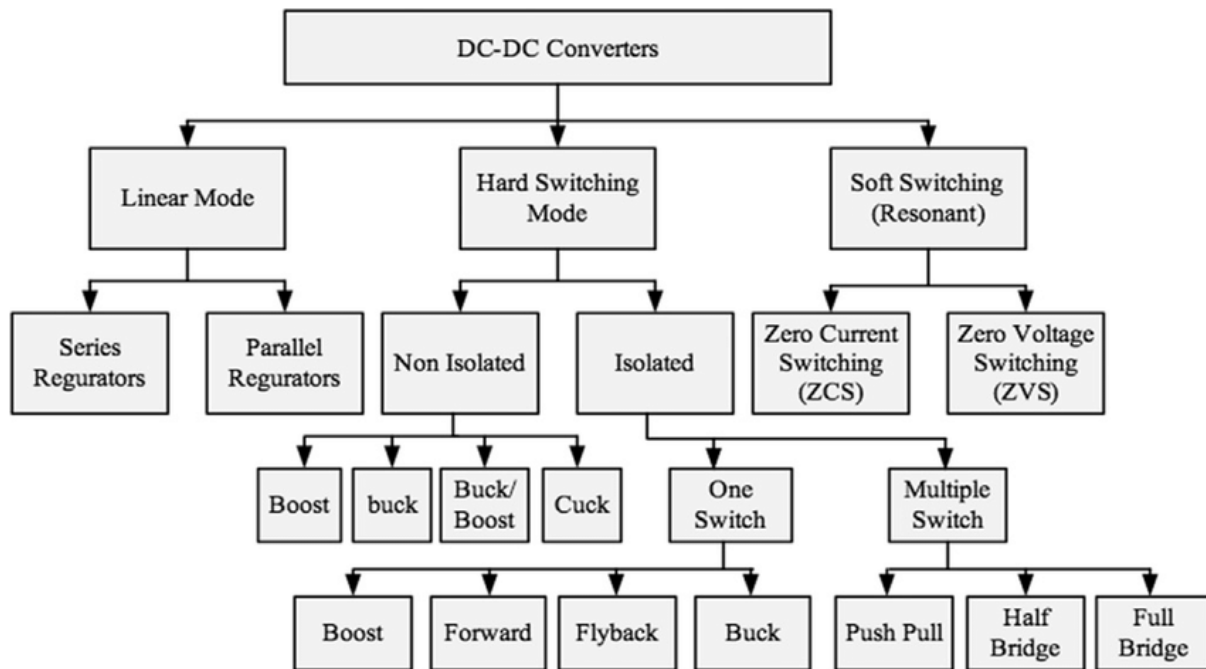 DC-DC Converters
Linear Mode
Hard Switching
Mode
Soft Switching
(Resonant)
Series
Regurators
Parallel
Regurators
Non Isolated
Isolated
Zero Current
Switching
(ZCS)
Zero Voltage
Switching
(ZVS)
Boost
buck
Buck/
Boost
Cuck
One
Switch
Multiple
Switch
Boost
Forward
Flyback
Buck
Push Pull
Half
Bridge
Full
Bridge